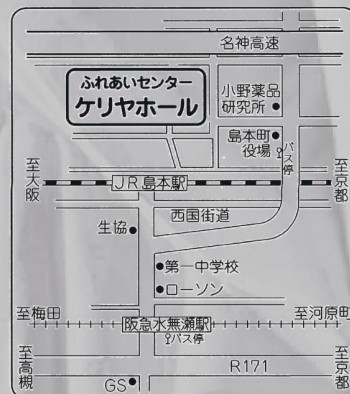 名神高速
ふれあいセンター
ケリヤホール
小野薬品
研究所
島本町
役場
バス停
至大阪
JR島本駅
至京都
西国街道
生協
第一中学校
ローソン
至梅田
阪急水無瀬駅
至河原町
バス停
至高槻
R171
至京都
GS